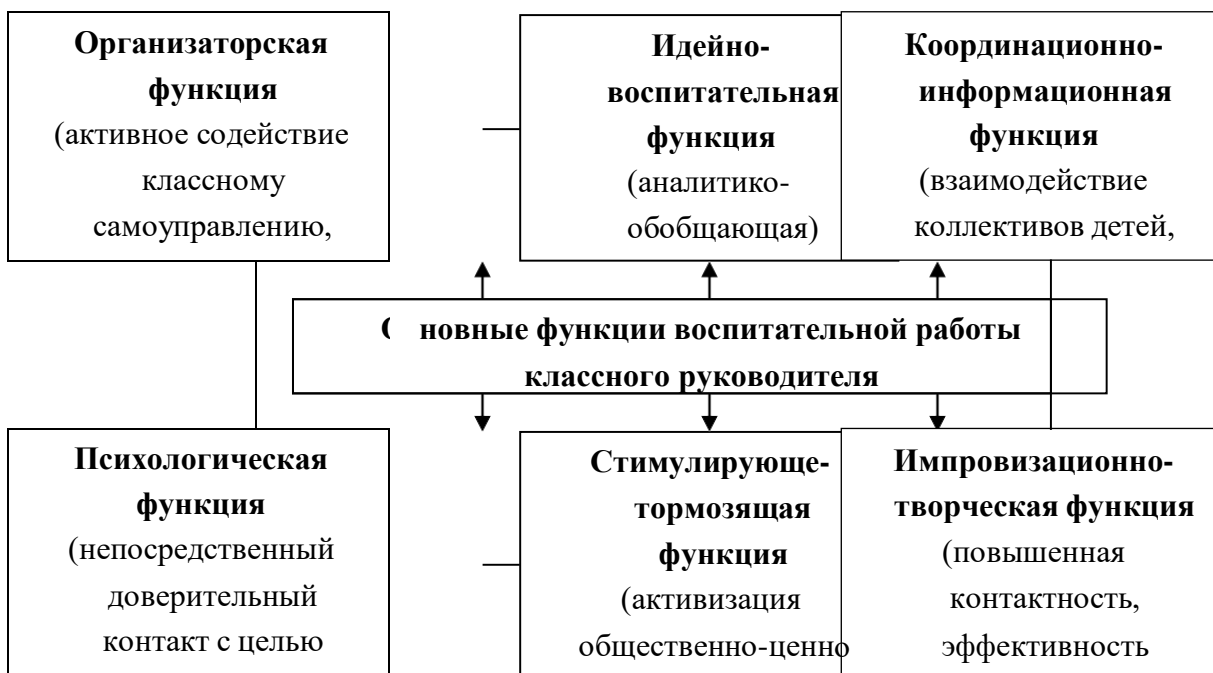 Организаторская
функция
(активное содействие
классному
самоуправлению,
Идейно-
воспитательная
функция
(аналитико-
обобщающая)
Координационно-
информационная
функция
(взаимодействие
коллективов детей,
новные функции воспитательной работы
классного руководителя
Психологическая
функция
(непосредственный
доверительный
контакт с целью
Стимулирующе-
тормозящая
функция
(активизация
общественно-ценно
Импровизационно-
творческая функция
(повышенная
контактность,
эффективность